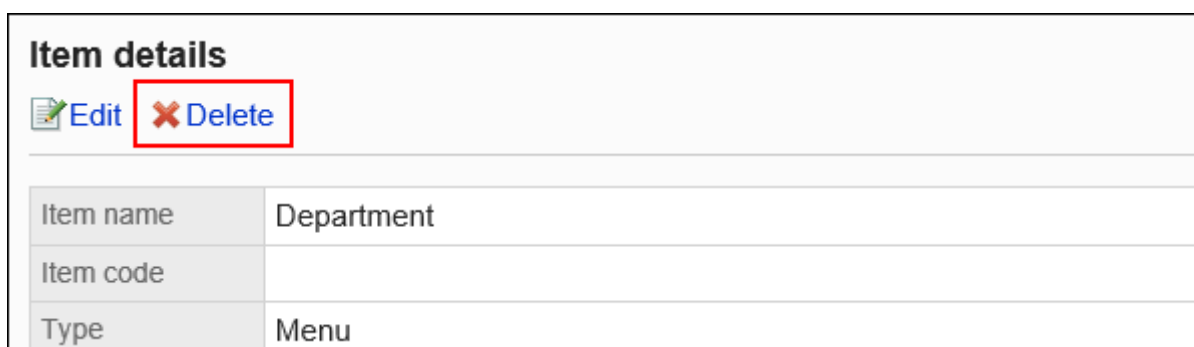 Item details
Edit Delete
Item name Department
Item code
Type Menu